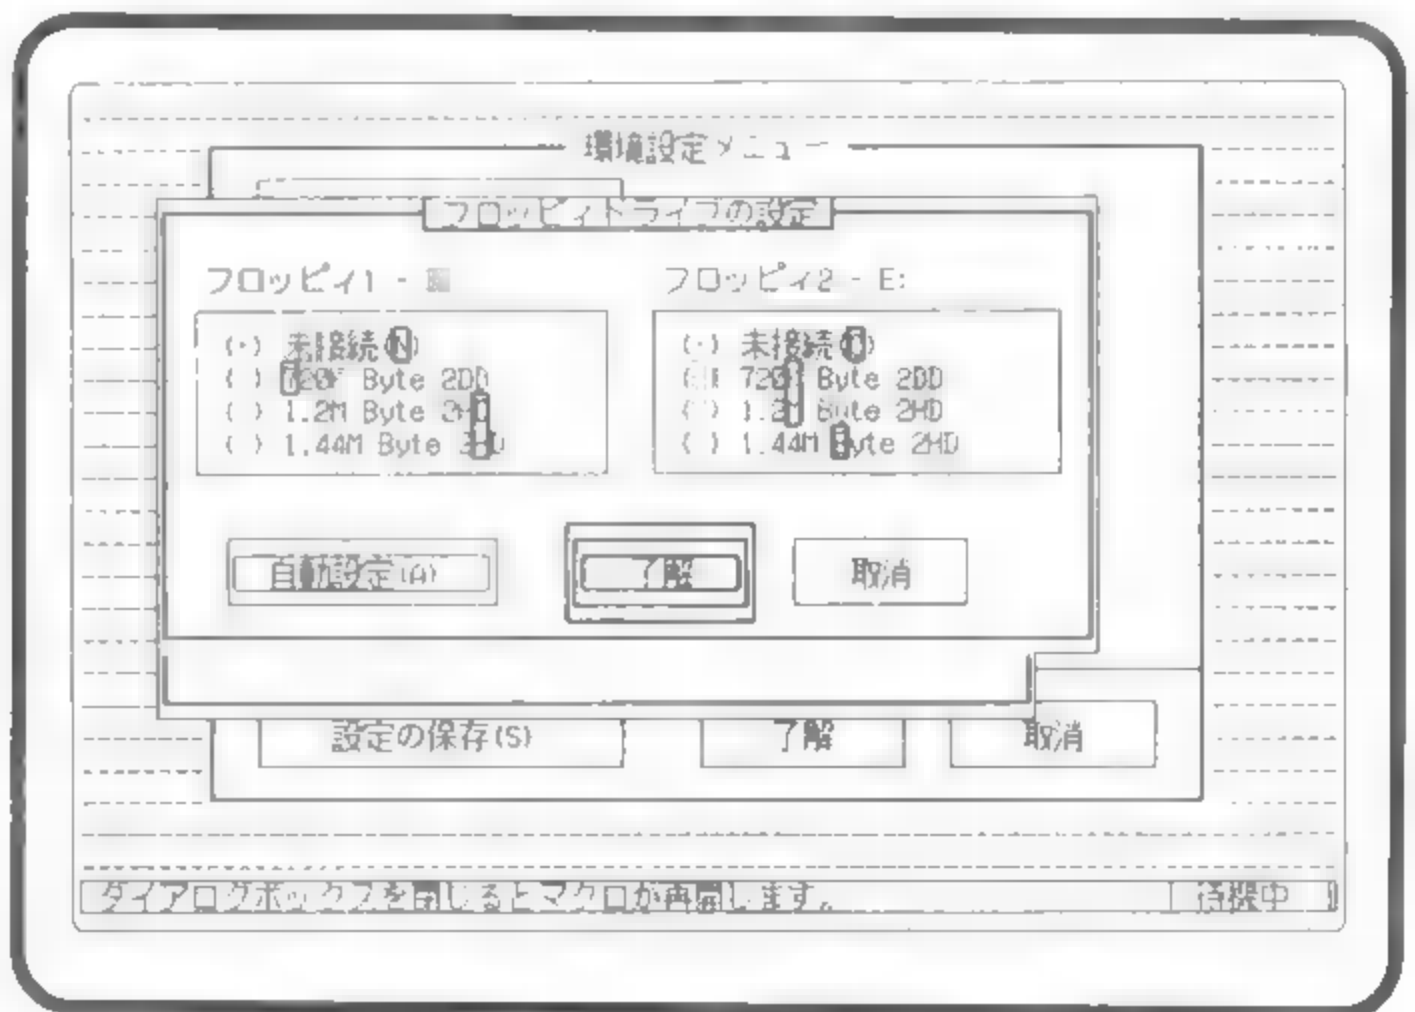 環境設定メニュー
フロッピィドライブの設定
フロッピィ1 -
フロッピィ2 - E:
(・) 未接続(N)
( ) 720K Byte 2DD
( ) 1.2M Byte 2HD
( ) 1.44M Byte 2HD
(・) 未接続
720 Byte 2DD
( ) 1.2M Byte 2HD
( ) 1.44M Byte 2HD
自動設定(A)
了解
取消
設定の保存(S)
了解
取消
ダイアログボックスを閉じるとマクロが再開します。
待機中